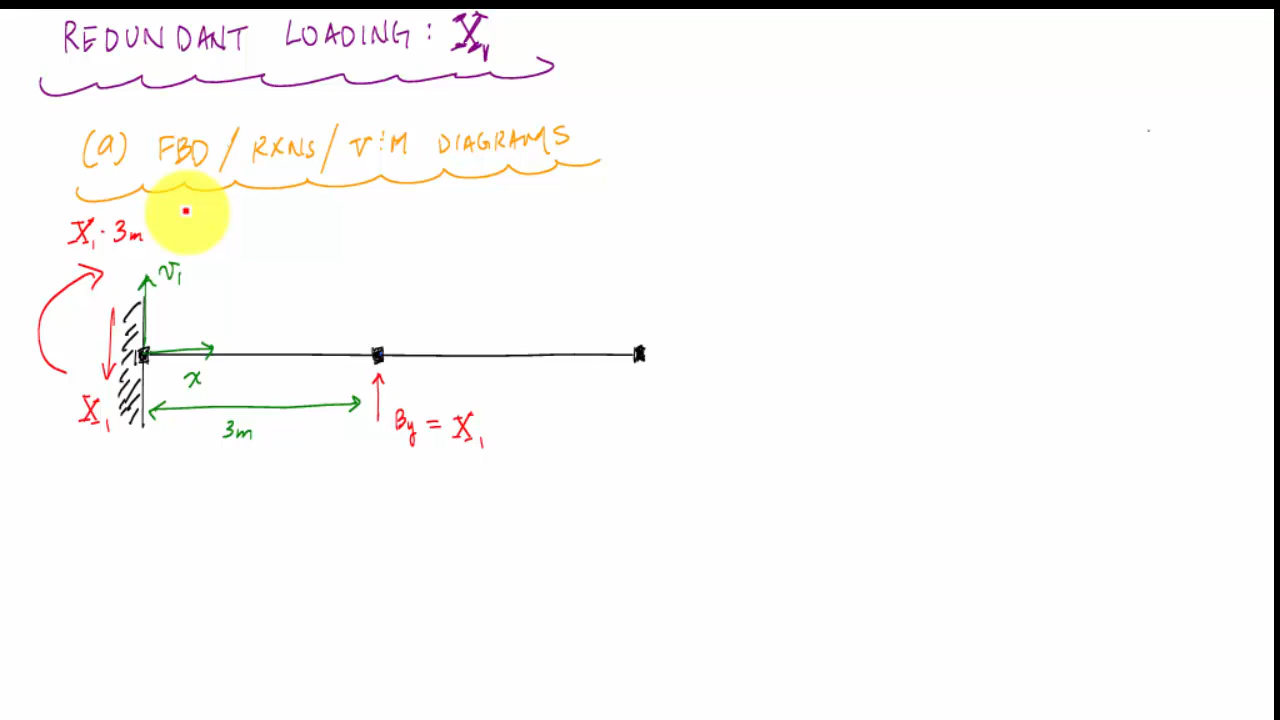 REDUNDANT LOADING: X₁
(a) FBD / RXNS / V:M DIAGRAMS
X₁ · 3m
v₁
x
X₁
3m
By = X₁